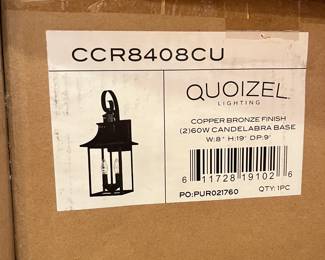 CCR8408CU
QUOIZEL
LIGHTING
COPPER BRONZE FINISH
(2)60W CANDELABRA BASE
W:8" H:19" DP:9"
6 11728 19102 6
PO:PUR021760 QTY: 1PC